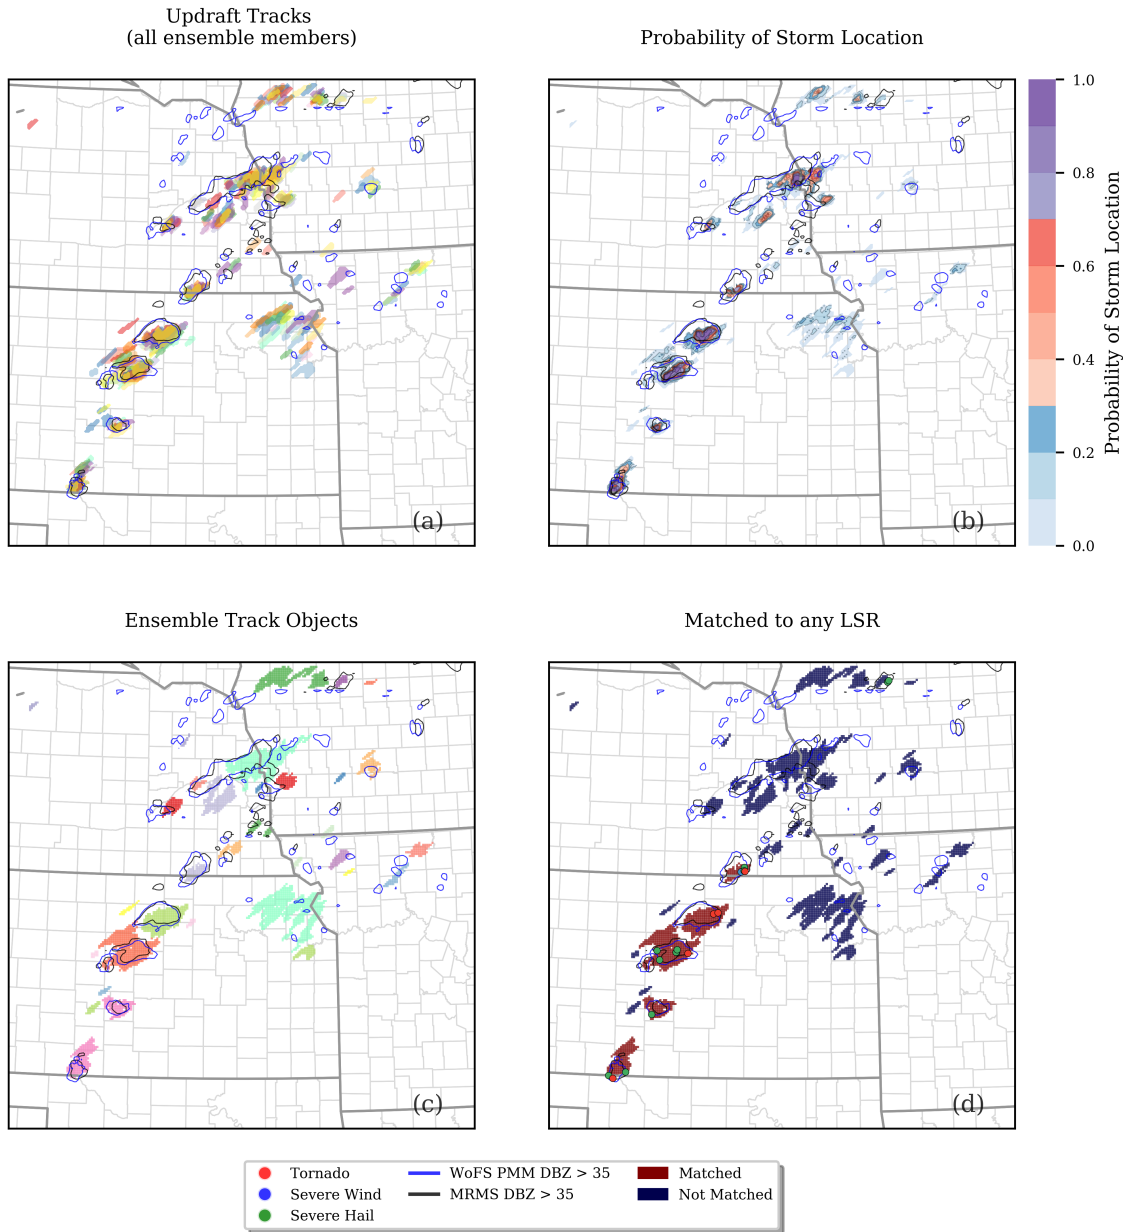 Updraft Tracks
(all ensemble members)
Probability of Storm Location
(a)
(b)
1.0
0.8
0.6
0.4
0.2
0.0
Probability of Storm Location
Ensemble Track Objects
Matched to any LSR
(c)
(d)
Tornado
Severe Wind
Severe Hail
WoFS PMM DBZ > 35
MRMS DBZ > 35
Matched
Not Matched